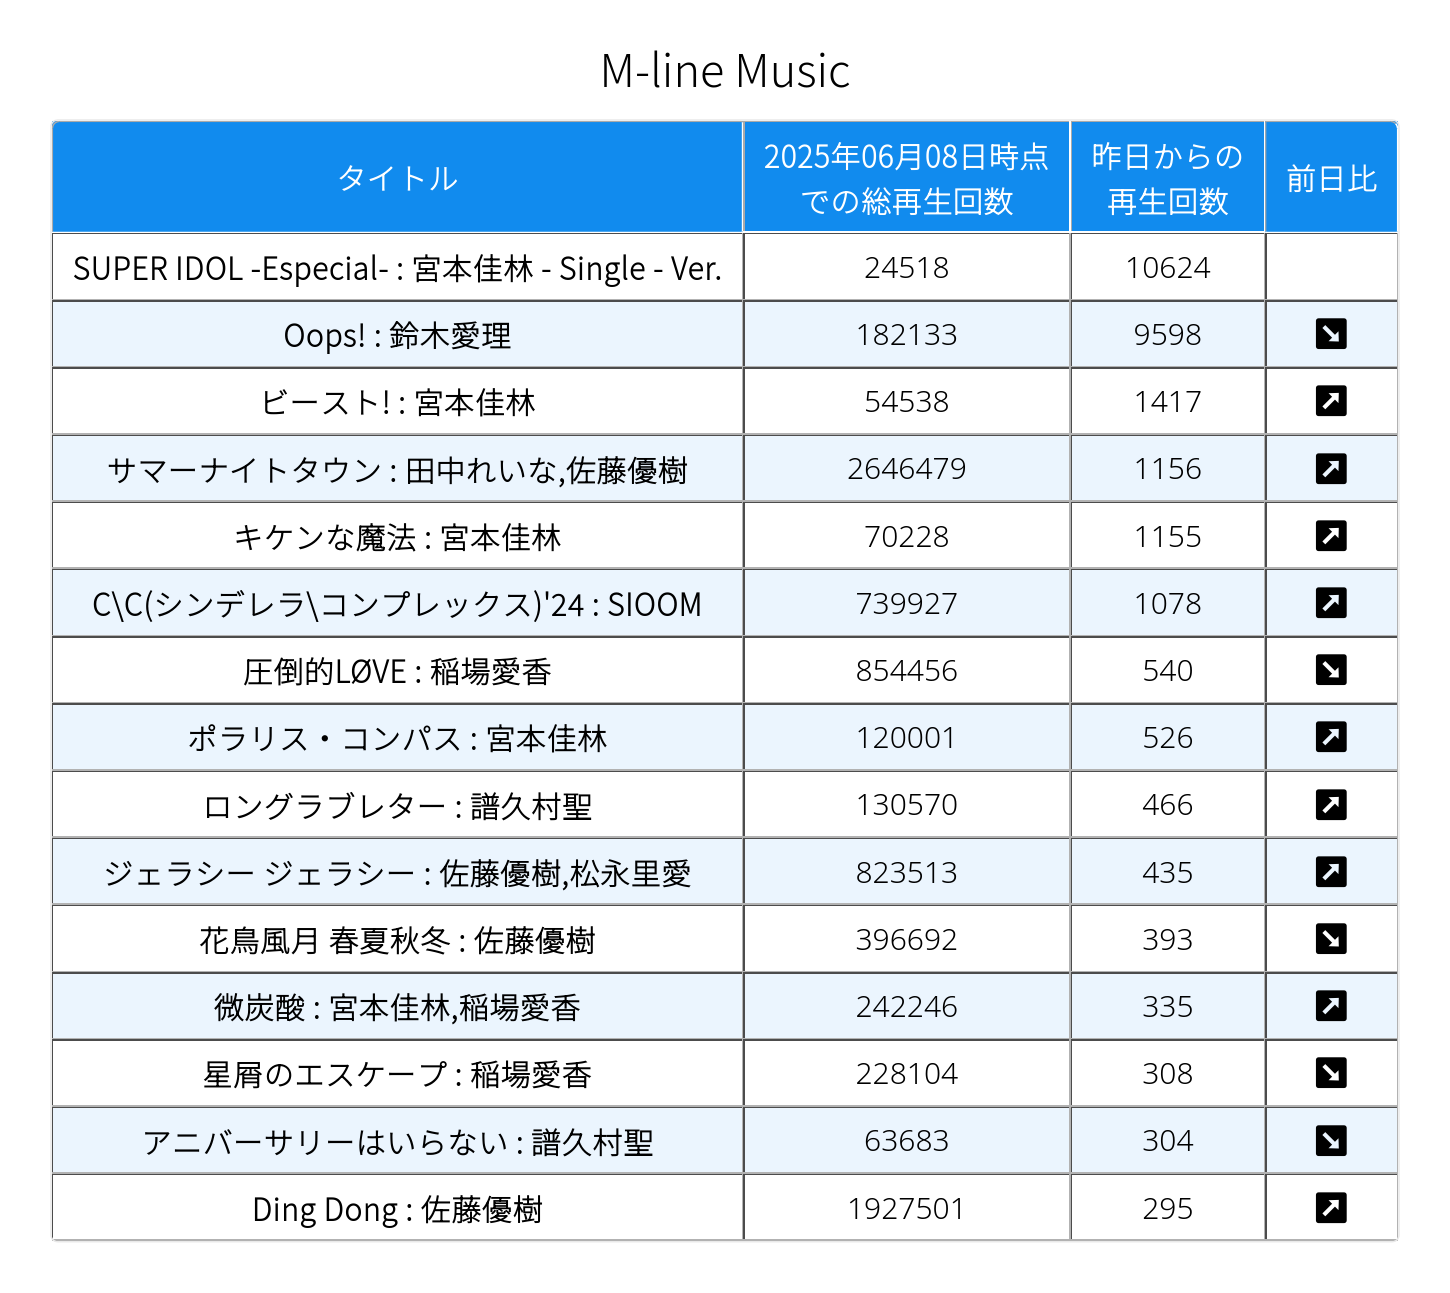 M-line Music
タイトル
2025年06月08日時点
での総再生回数
昨日からの
再生回数
前日比
SUPER IDOL -Especial- : 宮本佳林 - Single - Ver. 24518 10624
Oops! : 鈴木愛理 182133 9598
ビースト! : 宮本佳林 54538 1417
サマーナイトタウン : 田中れいな,佐藤優樹 2646479 1156
キケンな魔法 : 宮本佳林 70228 1155
C\C(シンデレラ\コンプレックス)'24 : SIOOM 739927 1078
圧倒的LØVE : 稲場愛香 854456 540
ポラリス・コンパス : 宮本佳林 120001 526
ロングラブレター : 譜久村聖 130570 466
ジェラシー ジェラシー : 佐藤優樹,松永里愛 823513 435
花鳥風月 春夏秋冬 : 佐藤優樹 396692 393
微炭酸 : 宮本佳林,稲場愛香 242246 335
星屑のエスケープ : 稲場愛香 228104 308
アニバーサリーはいらない : 譜久村聖 63683 304
Ding Dong : 佐藤優樹 1927501 295